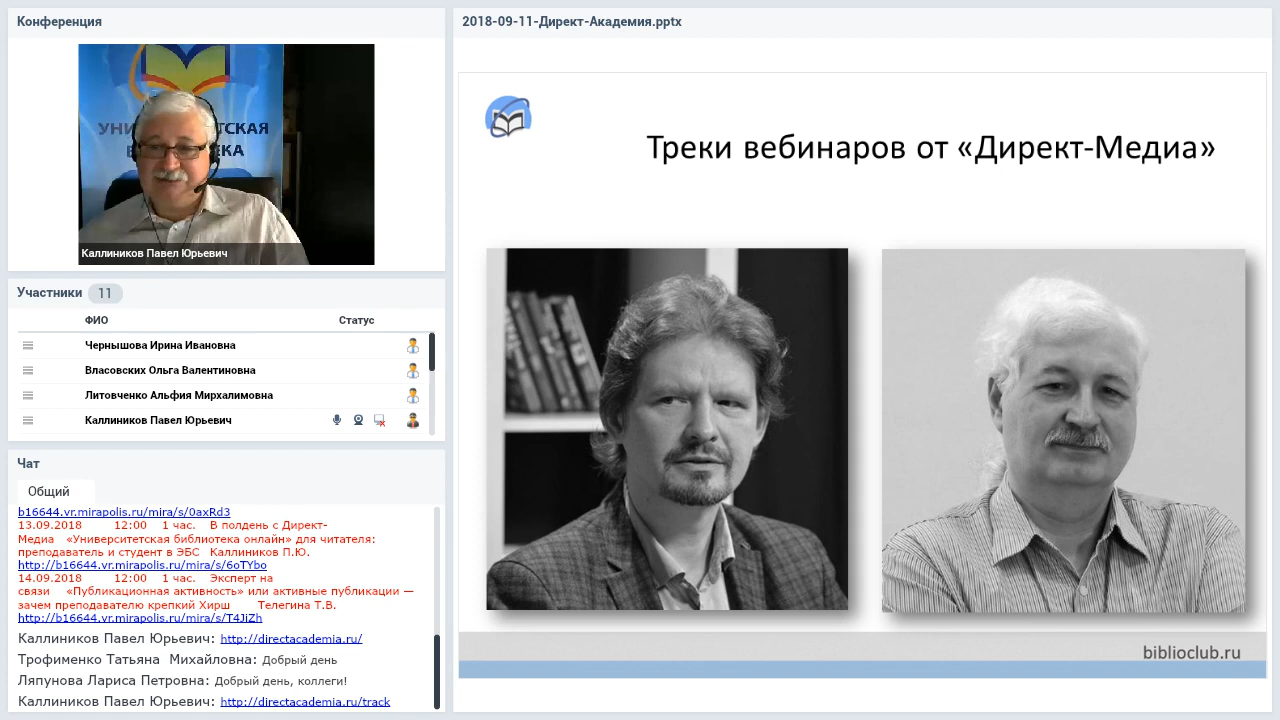 Конференция
УНИ ТСКАЯ
ЕКА
Каллиников Павел Юрьевич
Участники 11
ФИО Статус
Чернышова Ирина Ивановна
Власовских Ольга Валентиновна
Литовченко Альфия Мирхалимовна
Каллиников Павел Юрьевич
Чат
Общий
b16644.vr.mirapolis.ru/mira/s/0axRd3
13.09.2018 12:00 1 час. В полдень с Директ-
Медиа «Университетская библиотека онлайн» для читателя:
преподаватель и студент в ЭБС Каллиников П.Ю.
http://b16644.vr.mirapolis.ru/mira/s/6oTYbo
14.09.2018 12:00 1 час. Эксперт на
связи «Публикационная активность» или активные публикации —
зачем преподавателю крепкий Хирш Телегина Т.В.
http://b16644.vr.mirapolis.ru/mira/s/T4JiZh
Каллиников Павел Юрьевич: http://directacademia.ru/
Трофименко Татьяна Михайловна: Добрый день
Ляпунова Лариса Петровна: Добрый день, коллеги!
Каллиников Павел Юрьевич: http://directacademia.ru/track
2018-09-11-Директ-Академия.pptx
Треки вебинаров от «Директ-Медиа»
biblioclub.ru